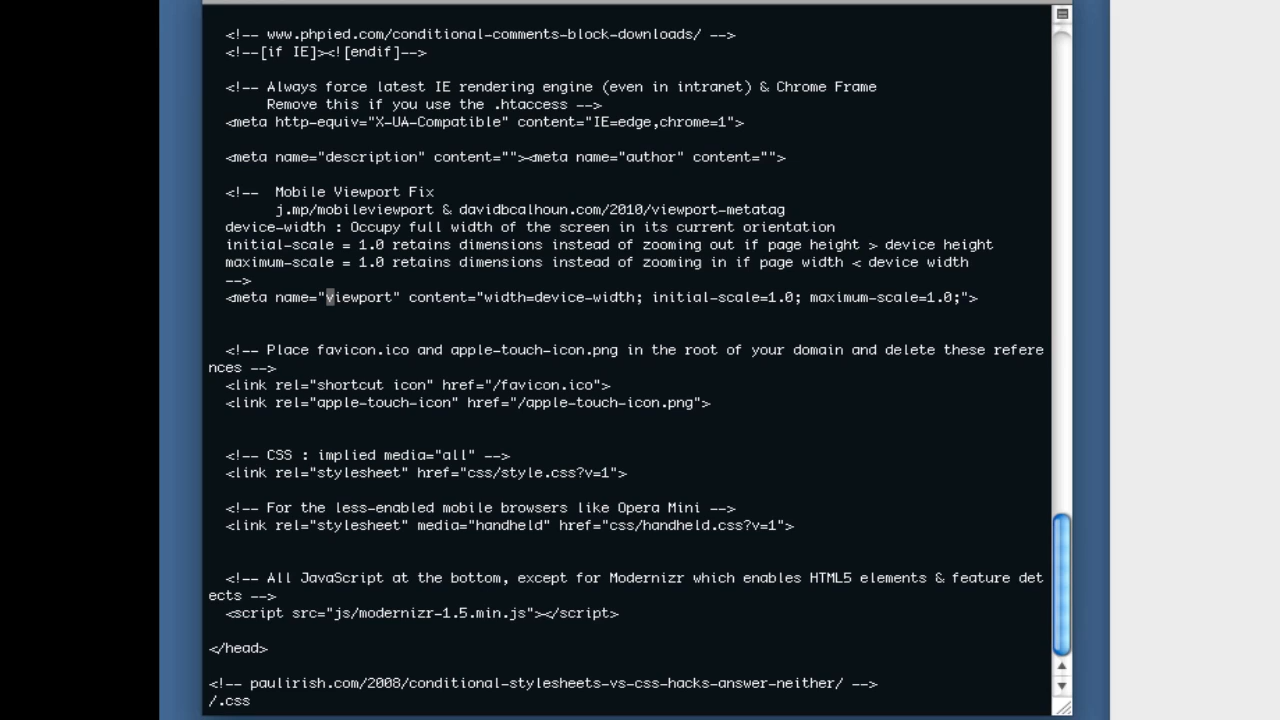 <!-- www.phpied.com/conditional-comments-block-downloads/ -->
<!--[if IE]><![endif]-->
<!-- Always force latest IE rendering engine (even in intranet) & Chrome Frame
Remove this if you use the .htaccess -->
<meta http-equiv="X-UA-Compatible" content="IE=edge,chrome=1">
<meta name="description" content=""><meta name="author" content="">
<!--  Mobile Viewport Fix
j.mp/mobileviewport & davidbcalhoun.com/2010/viewport-metatag
device-width : Occupy full width of the screen in its current orientation
initial-scale = 1.0 retains dimensions instead of zooming out if page height > device height
maximum-scale = 1.0 retains dimensions instead of zooming in if page width < device width
-->
<meta name="viewport" content="width=device-width; initial-scale=1.0; maximum-scale=1.0;">
<!-- Place favicon.ico and apple-touch-icon.png in the root of your domain and delete these refere
nces -->
<link rel="shortcut icon" href="/favicon.ico">
<link rel="apple-touch-icon" href="/apple-touch-icon.png">
<!-- CSS : implied media="all" -->
<link rel="stylesheet" href="css/style.css?v=1">
<!-- For the less-enabled mobile browsers like Opera Mini -->
<link rel="stylesheet" media="handheld" href="css/handheld.css?v=1">
<!-- All JavaScript at the bottom, except for Modernizr which enables HTML5 elements & feature det
ects -->
<script src="js/modernizr-1.5.min.js"></script>
</head>
<!-- paulirish.com/2008/conditional-stylesheets-vs-css-hacks-answer-neither/ -->
/.css